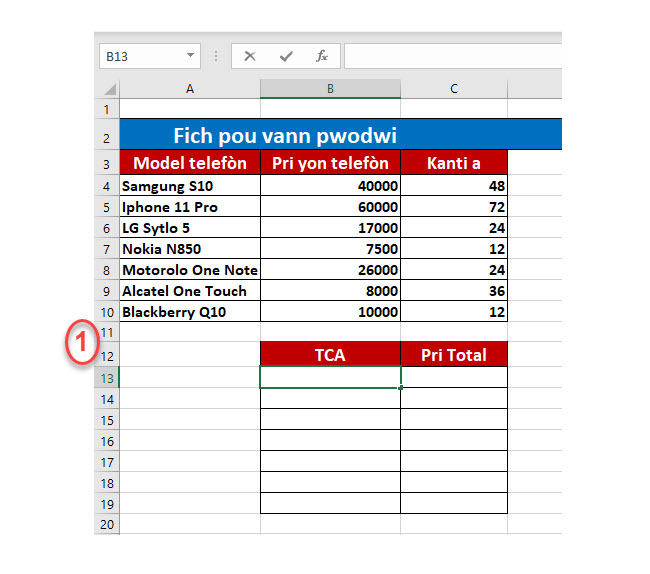 B13 fx
A B C
1
2 Fich pou vann pwodwi
3 Model telefòn Pri yon telefòn Kanti a
4 Samgung S10 40000 48
5 Iphone 11 Pro 60000 72
6 LG Sytlo 5 17000 24
7 Nokia N850 7500 12
8 Motorolo One Note 26000 24
9 Alcatel One Touch 8000 36
10 Blackberry Q10 10000 12
11
1
12 TCA Pri Total
13
14
15
16
17
18
19
20